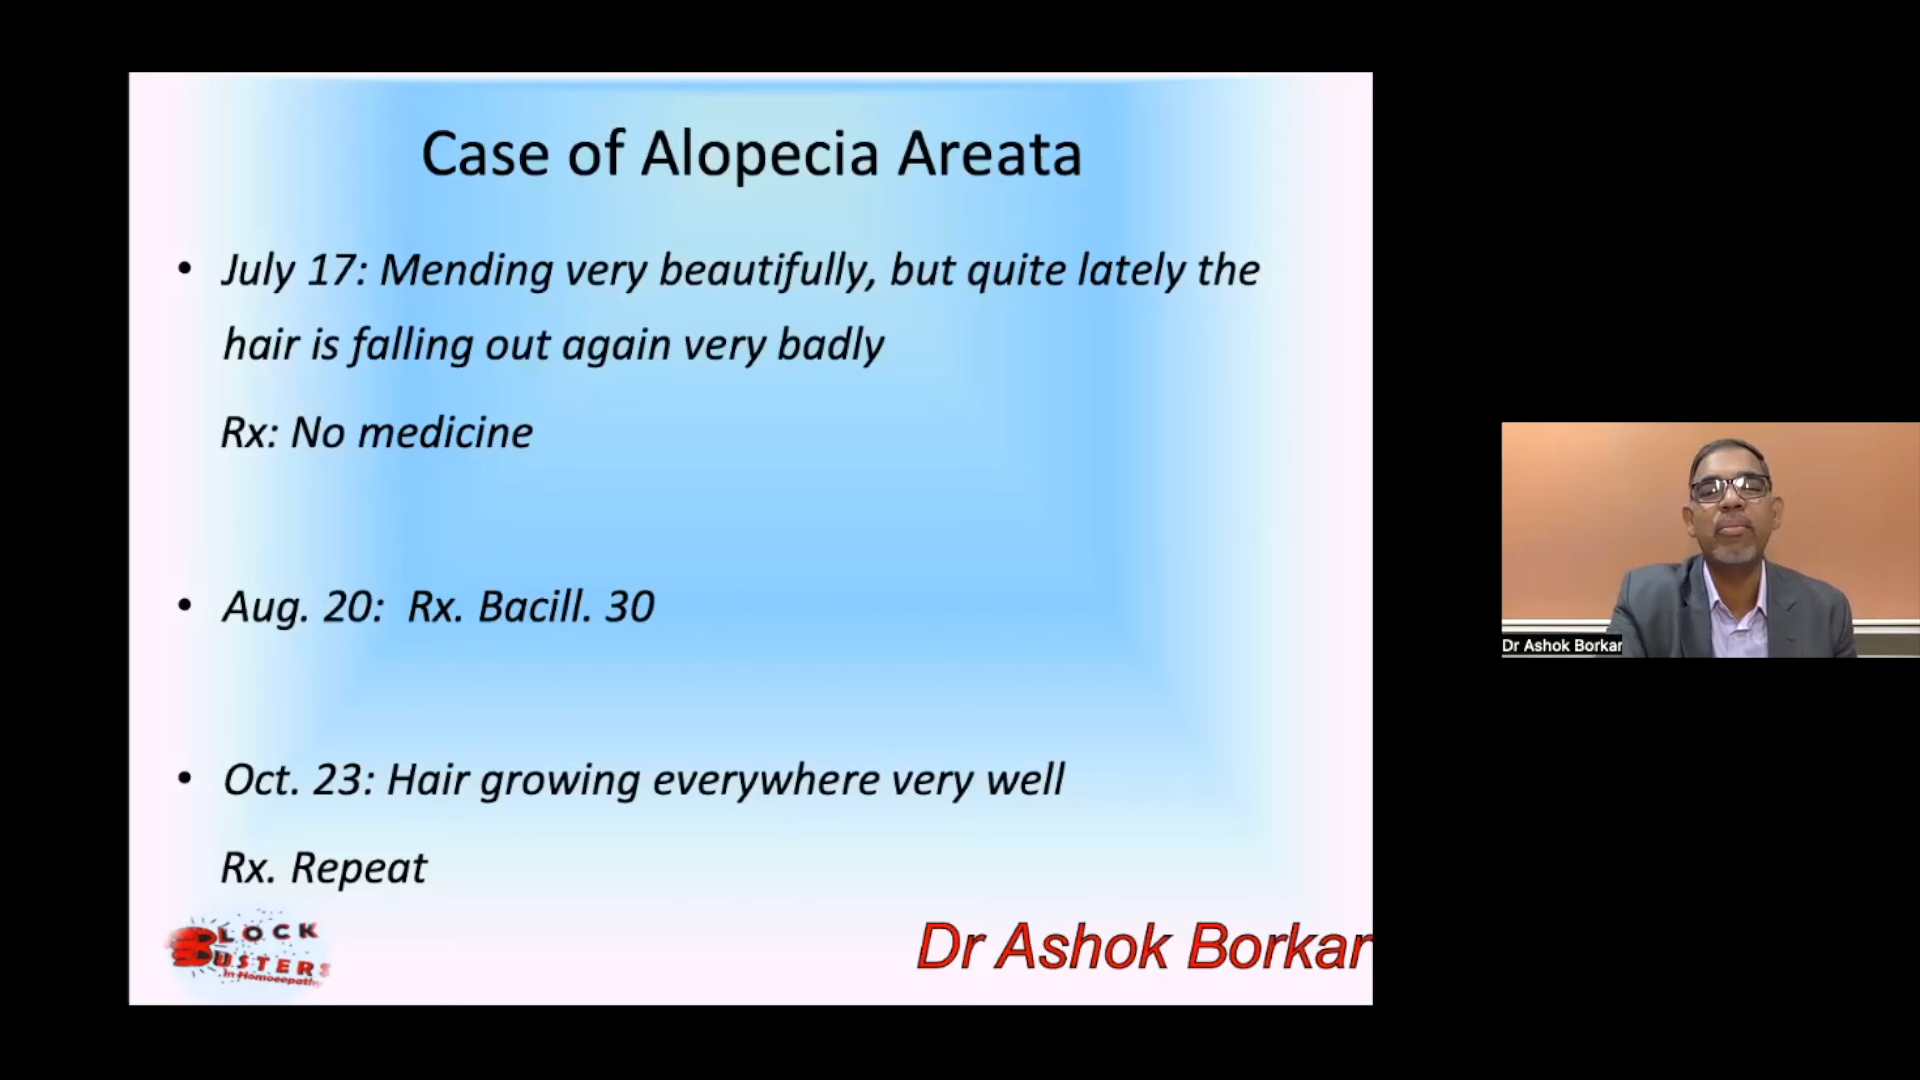 Case of Alopecia Areata
• July 17: Mending very beautifully, but quite lately the
hair is falling out again very badly
Rx: No medicine
• Aug. 20: Rx. Bacill. 30
• Oct. 23: Hair growing everywhere very well
Rx. Repeat
BLOCK
BUSTERS
In Homoeopathy
Dr Ashok Borkar
Dr Ashok Borkar